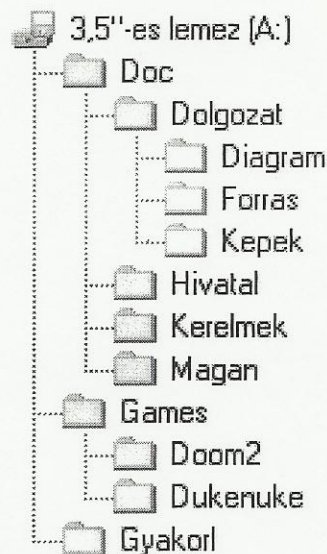 3,5''-es lemez (A:)
Doc
Dolgozat
Diagram
Forras
Kepek
Hivatal
Kerelmek
Magan
Games
Doom2
Dukenuke
Gyakorl